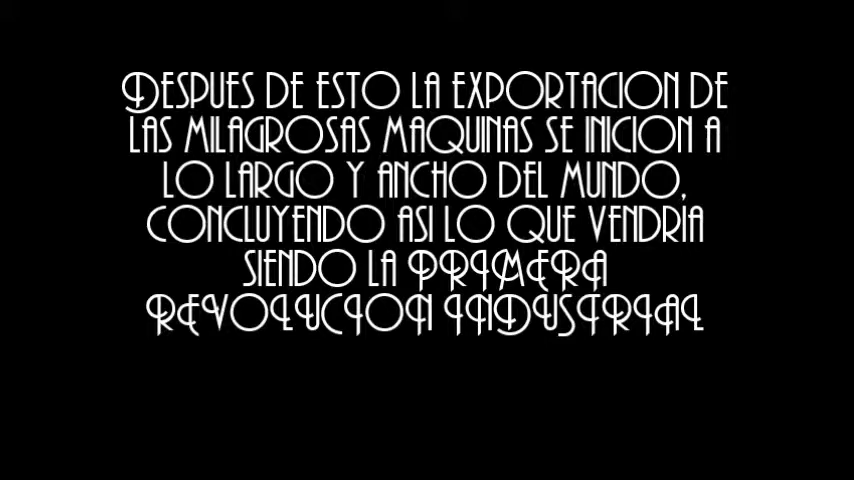 DESPUES DE ESTO LA EXPORTACION DE
LAS MILAGROSAS MAQUINAS SE INICION A
LO LARGO Y ANCHO DEL MUNDO,
CONCLUYENDO ASI LO QUE VENDRIA
SIENDO LA PRIMERA
REVOLUCION INDUSTRIAL